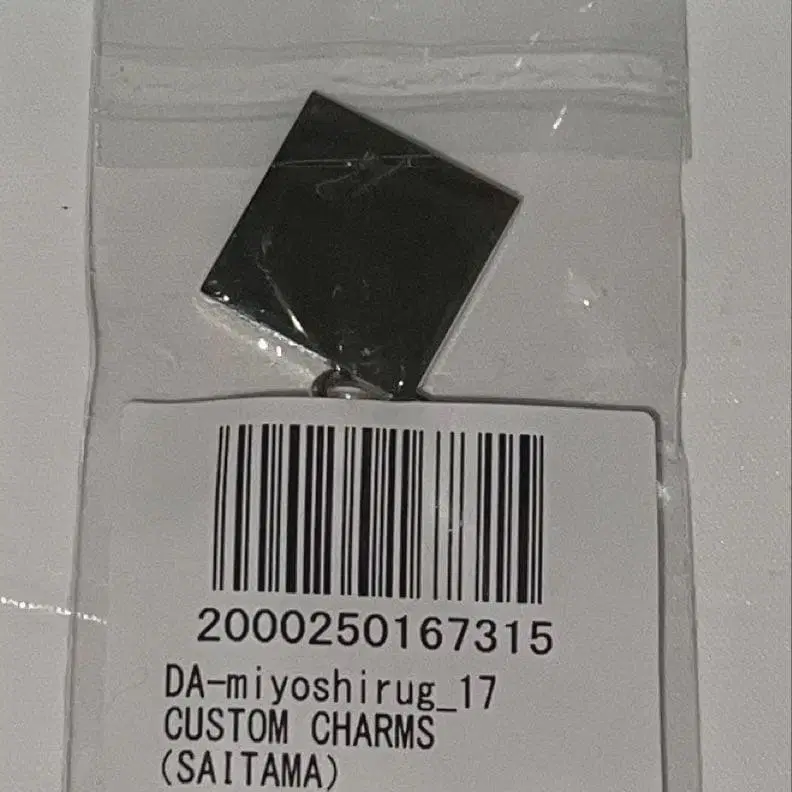 2000250167315
DA-miyoshirug_17
CUSTOM CHARMS
(SAITAMA)